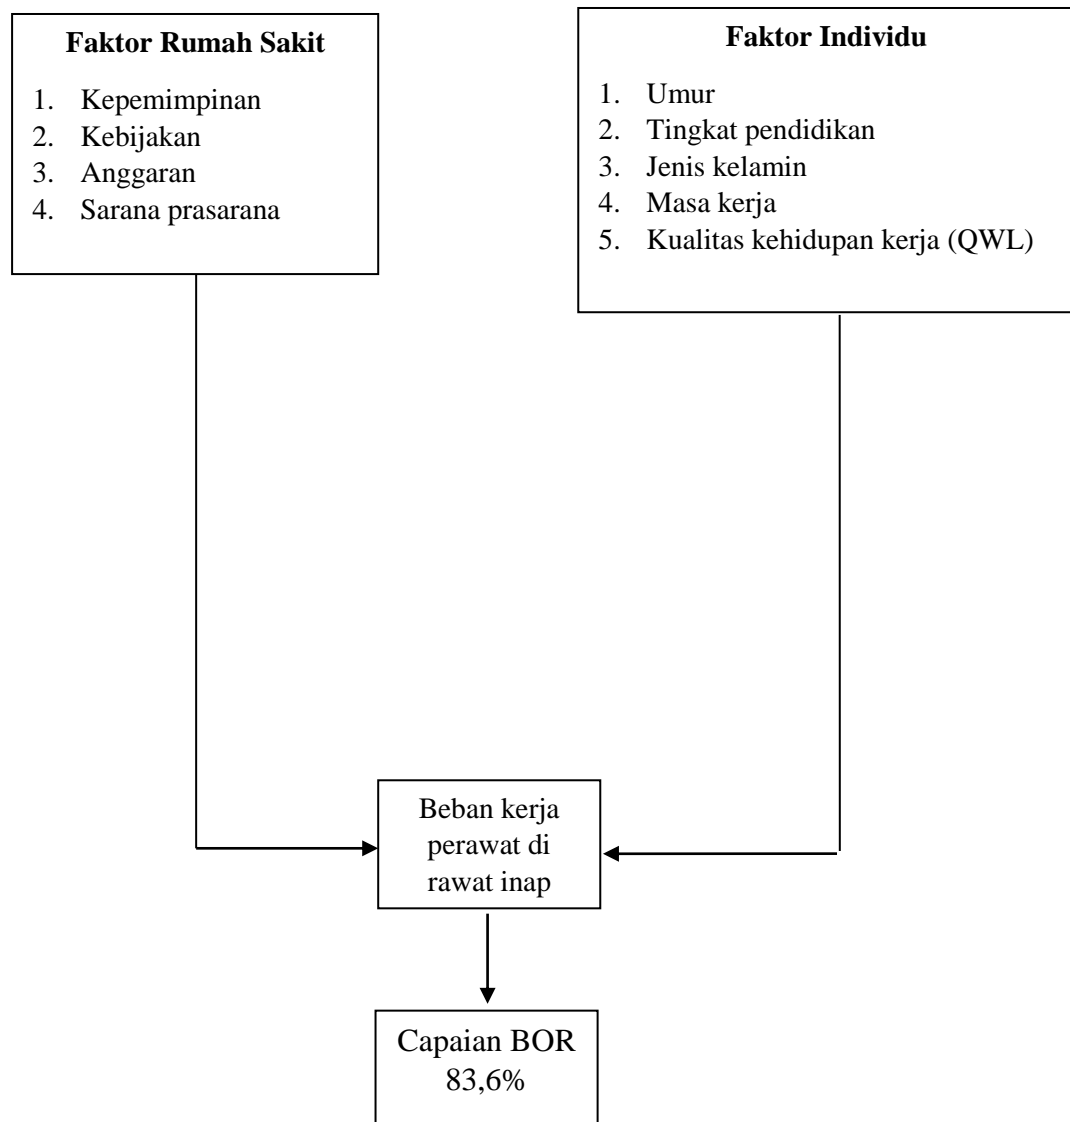 Faktor Rumah Sakit
1. Kepemimpinan
2. Kebijakan
3. Anggaran
4. Sarana prasarana
Faktor Individu
1. Umur
2. Tingkat pendidikan
3. Jenis kelamin
4. Masa kerja
5. Kualitas kehidupan kerja (QWL)
Beban kerja
perawat di
rawat inap
Capaian BOR
83,6%